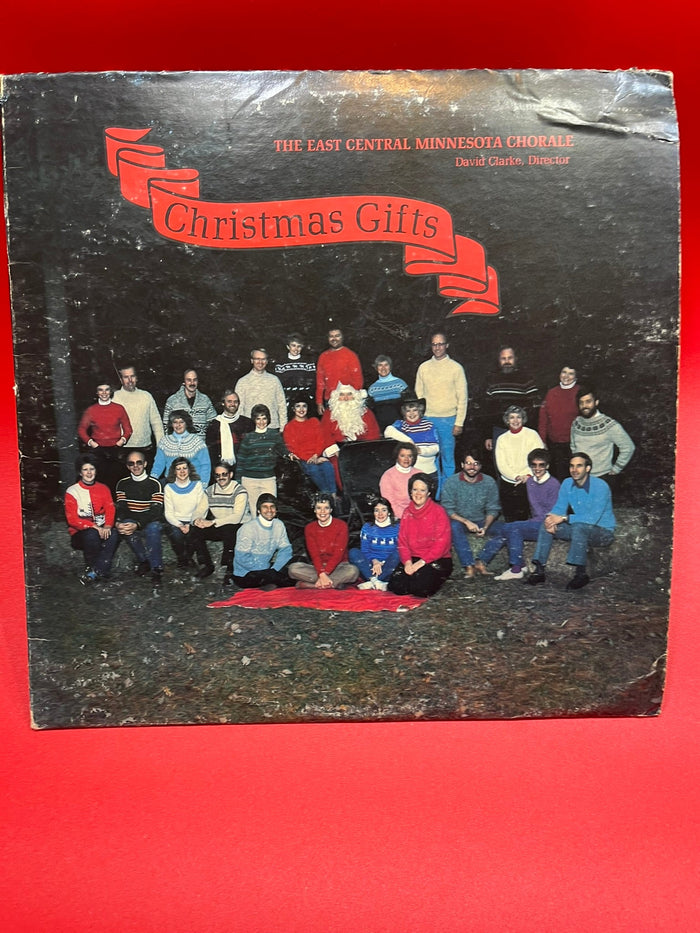 THE EAST CENTRAL MINNESOTA CHORALE
David Clarke, Director
Christmas Gifts